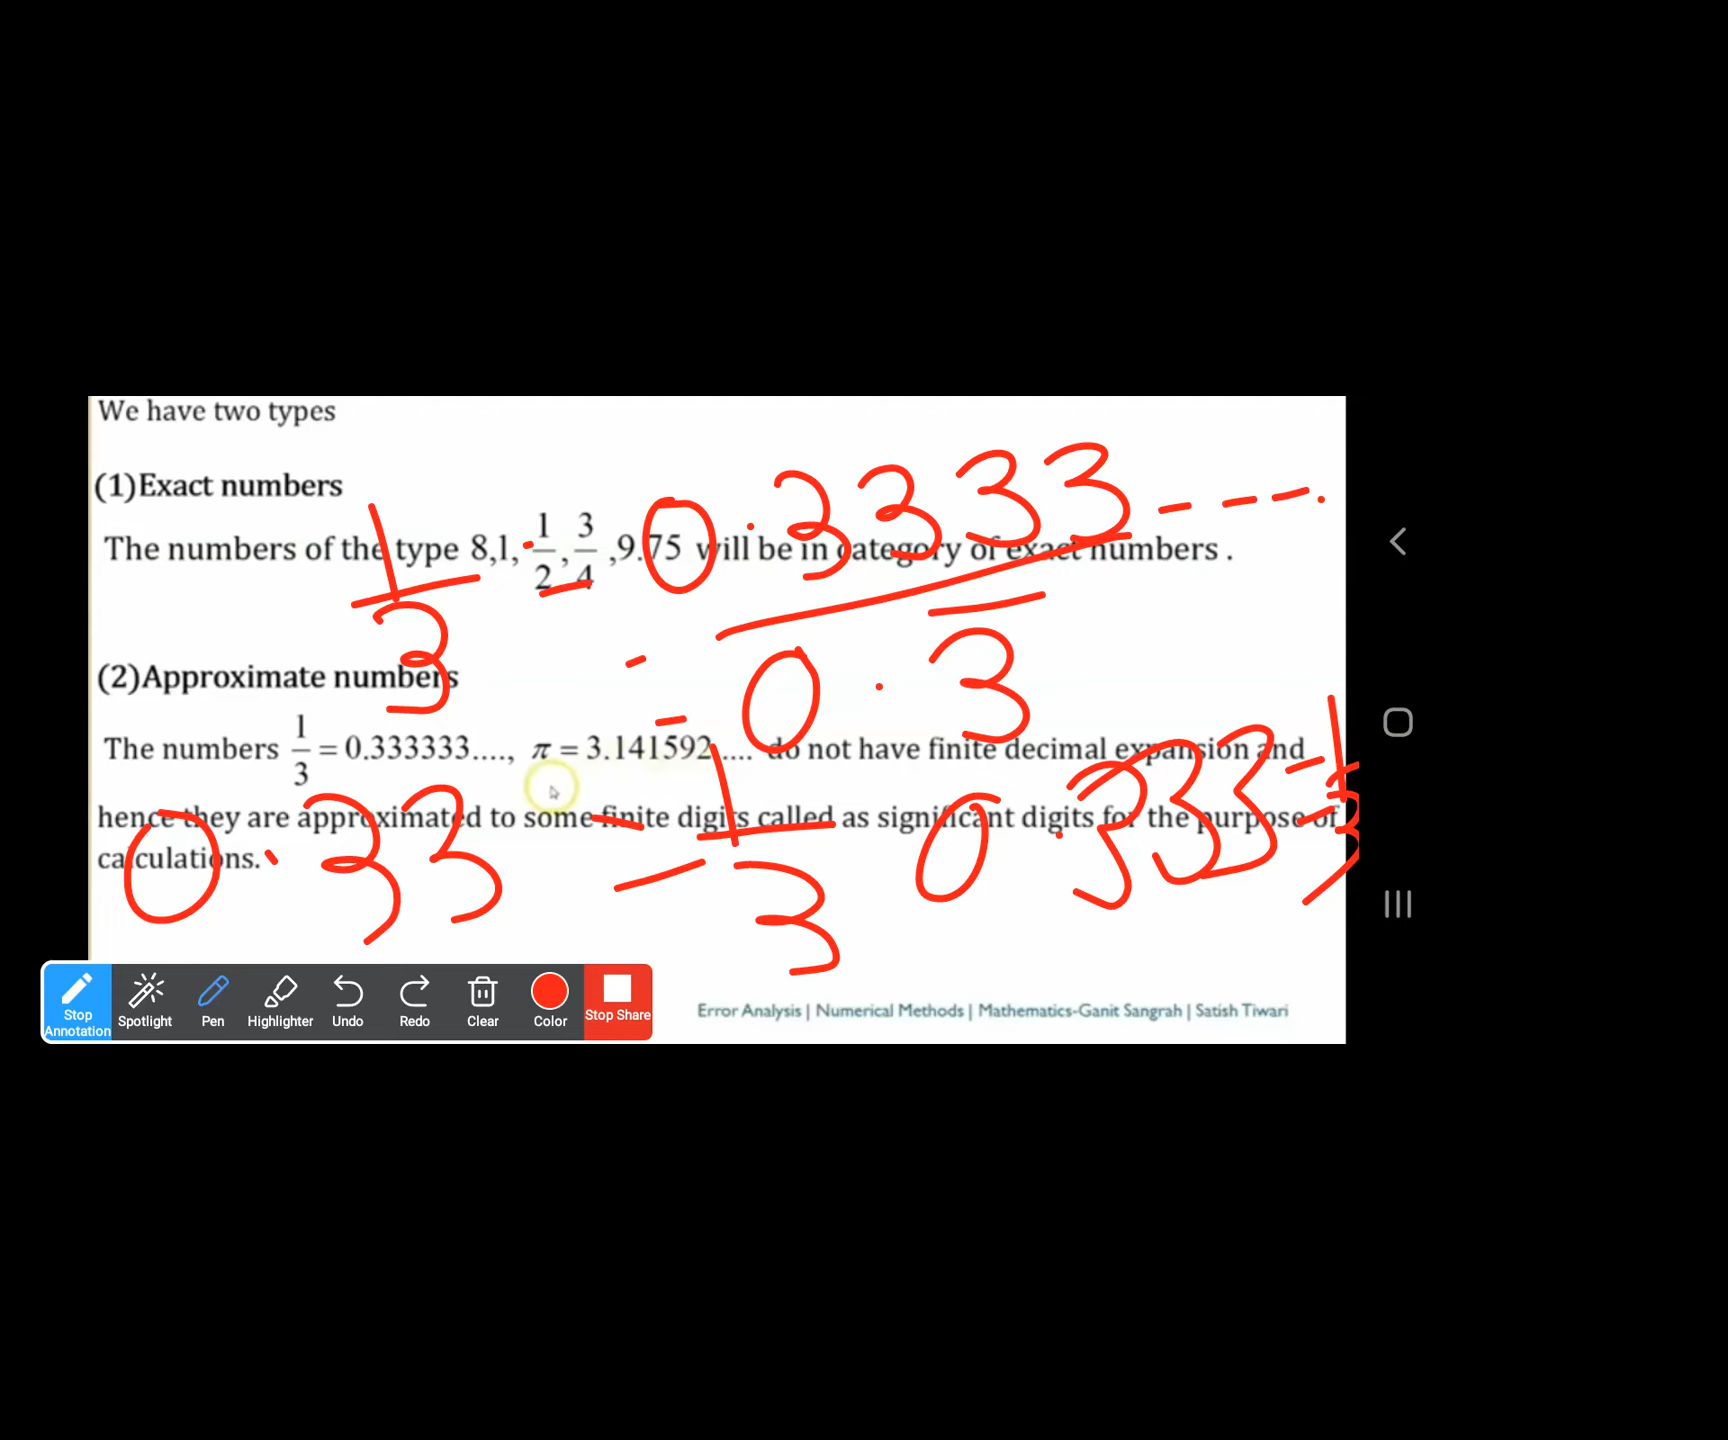 We have two types
(1)Exact numbers
The numbers of the type 8,1, 1/2, 3/4 ,9.75 will be in category of exact numbers .
1/3 = 0.3333 - - - - .
= 0.3
(2)Approximate numbers
The numbers 1/3 = 0.333333...., π = 3.141592.... do not have finite decimal expansion and
hence they are approximated to some finite digits called as significant digits for the purpose of
calculations.
0.33 = 1/3 0.333 = 1/3
Stop Annotation Spotlight Pen Highlighter Undo Redo Clear Color Stop Share
Error Analysis | Numerical Methods | Mathematics-Ganit Sangrah | Satish Tiwari